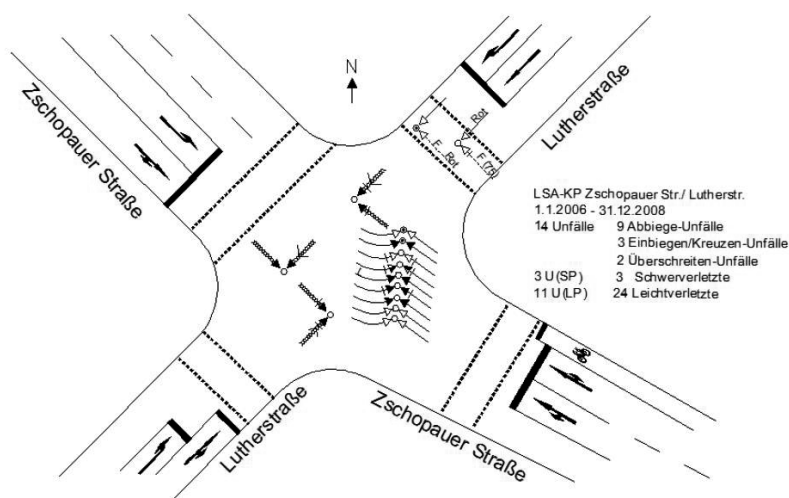 N
Zschopauer Straße
Lutherstraße
Rot
F
Rot
F (75)
LSA-KP Zschopauer Str./ Lutherstr.
1.1.2006 - 31.12.2008
14 Unfälle 9 Abbiege-Unfälle
3 Einbiegen/Kreuzen-Unfälle
2 Überschreiten-Unfälle
3 U(SP) 3 Schwerverletzte
11 U(LP) 24 Leichtverletzte
Lutherstraße
Zschopauer Straße